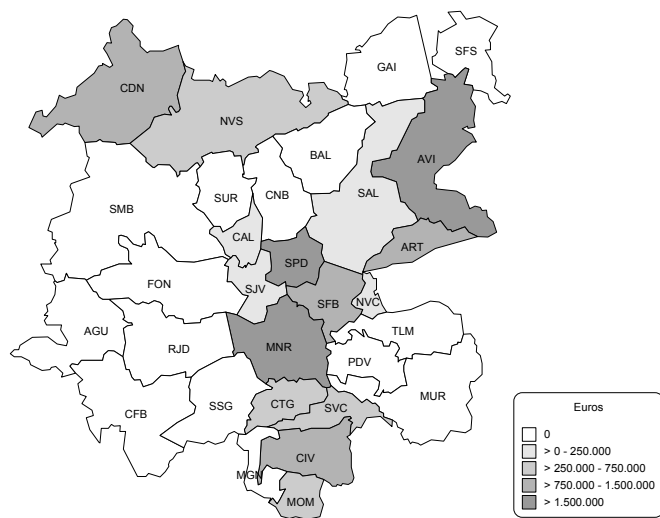 SFS
GAI
CDN
NVS
BAL
AVI
SAL
SUR
CNB
SMB
CAL
ART
SPD
FON
SJV
SFB
NVC
AGU
TLM
RJD
MNR
PDV
MUR
CFB
SSG
CTG
SVC
CIV
MGN
MOM
Euros
0
> 0 - 250.000
> 250.000 - 750.000
> 750.000 - 1.500.000
> 1.500.000